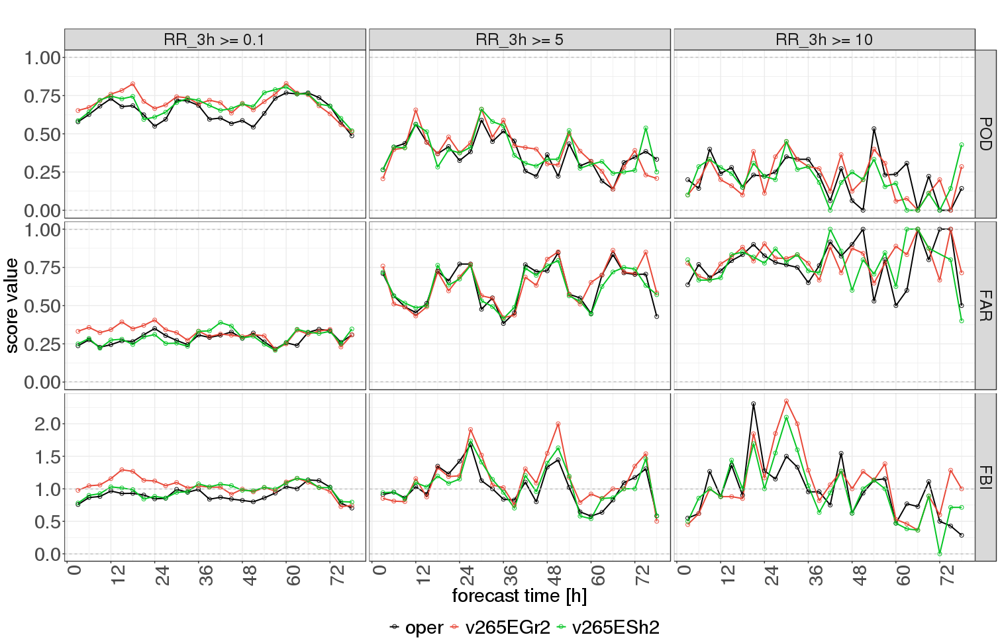 RR_3h >= 0.1 RR_3h >= 5 RR_3h >= 10
1.00
0.75
0.50
0.25
0.00
POD
1.00
0.75
0.50
0.25
0.00
FAR
score value
2.0
1.5
1.0
0.5
0.0
FBI
0 12 24 36 48 60 72 0 12 24 36 48 60 72 0 12 24 36 48 60 72
forecast time [h]
oper v265EGr2 v265ESh2